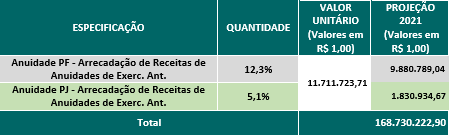 ESPECIFICAÇÃO
QUANTIDADE
VALOR
UNITÁRIO
(Valores em
R$ 1,00)
PROJEÇÃO
2021
(Valores em
R$ 1,00)
Anuidade PF - Arrecadação de Receitas de
Anuidades de Exerc. Ant.
12,3%
11.711.723,71
9.880.789,04
Anuidade PJ - Arrecadação de Receitas de
Anuidades de Exerc. Ant.
5,1%
1.830.934,67
Total
168.730.222,90